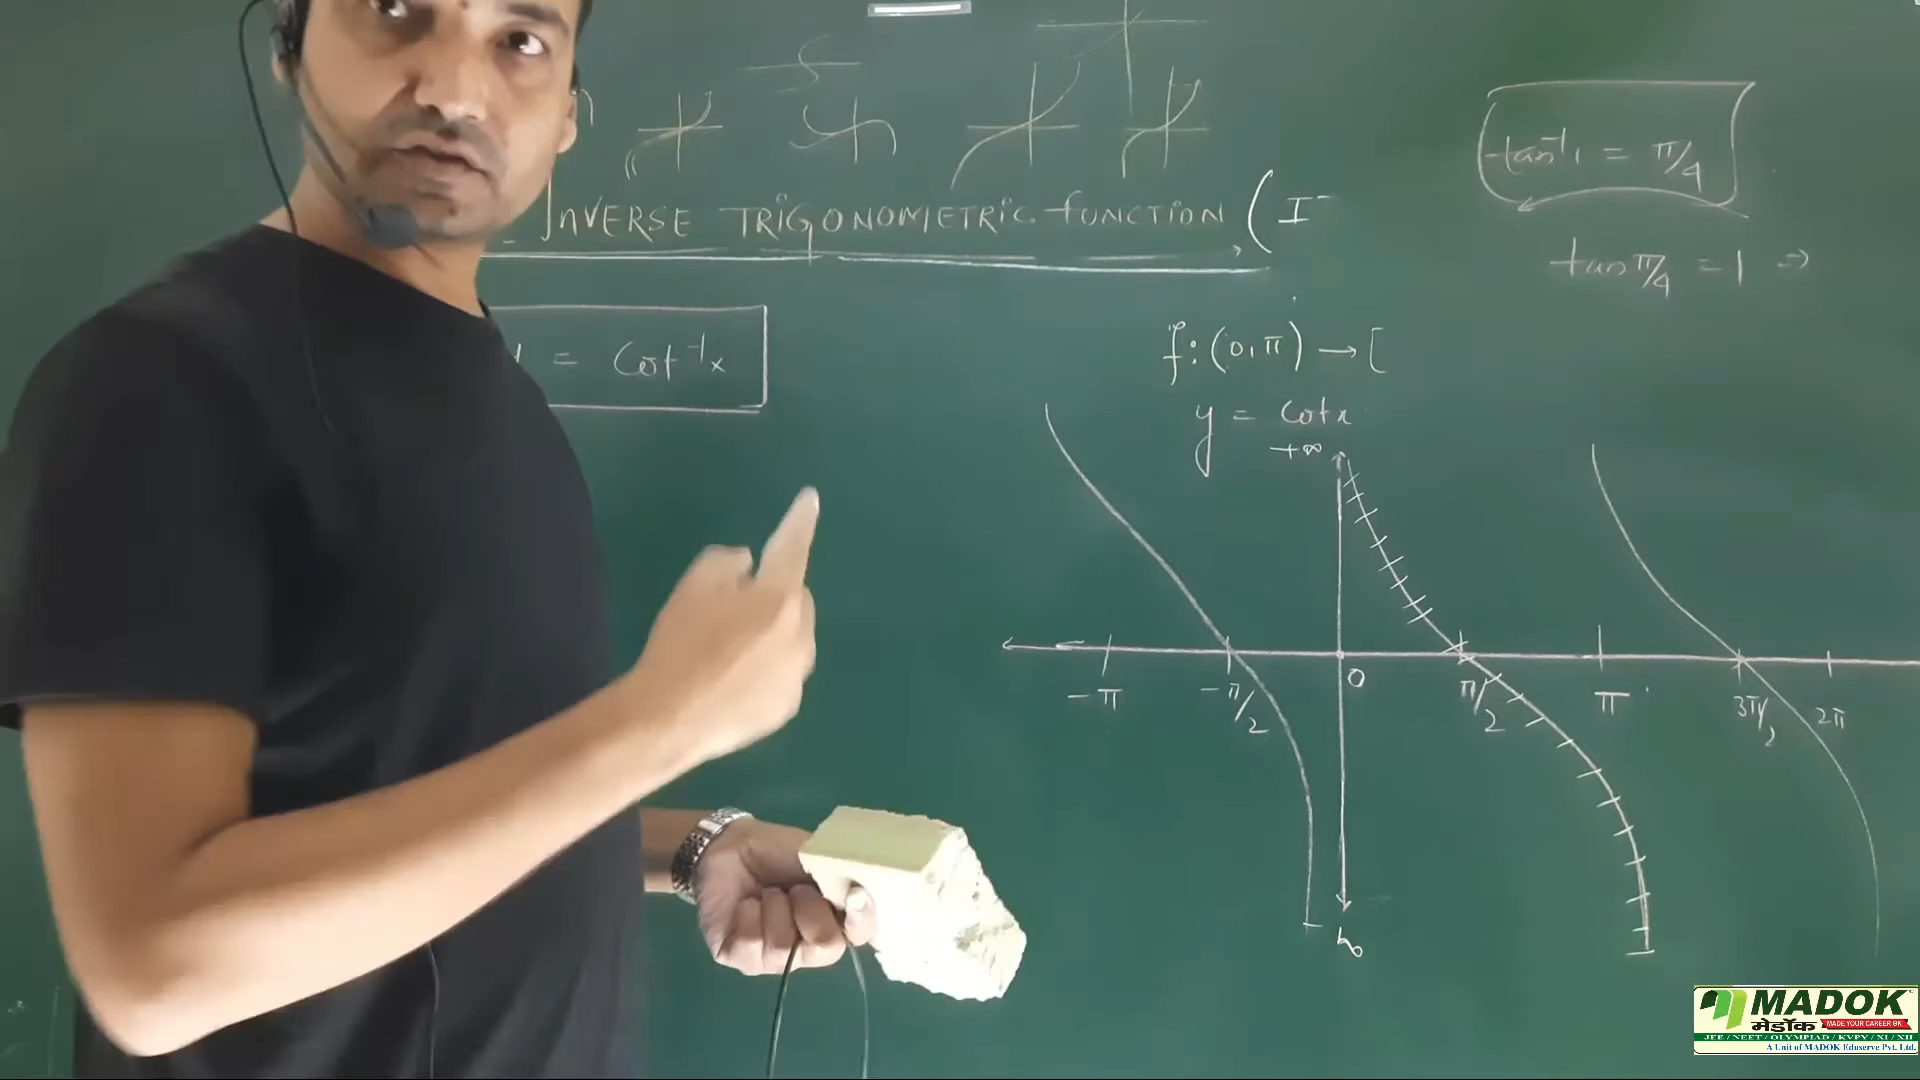 INVERSE TRIGONOMETRIC FUNCTION (I
= cot⁻¹x
tan⁻¹1 = π/4
tan π/4 = 1 ⇒
f: (0, π) → [
y = cotx
+∞
-π
-π/2
0
π/2
π
3π/2
2π
-∞
MADOK
मेडॉक MADE YOUR CAREER BK
JEE / NEET / OLYMPIAD / KVPY / XI / XII
A Unit of MADOK Eduserve Pvt. Ltd.